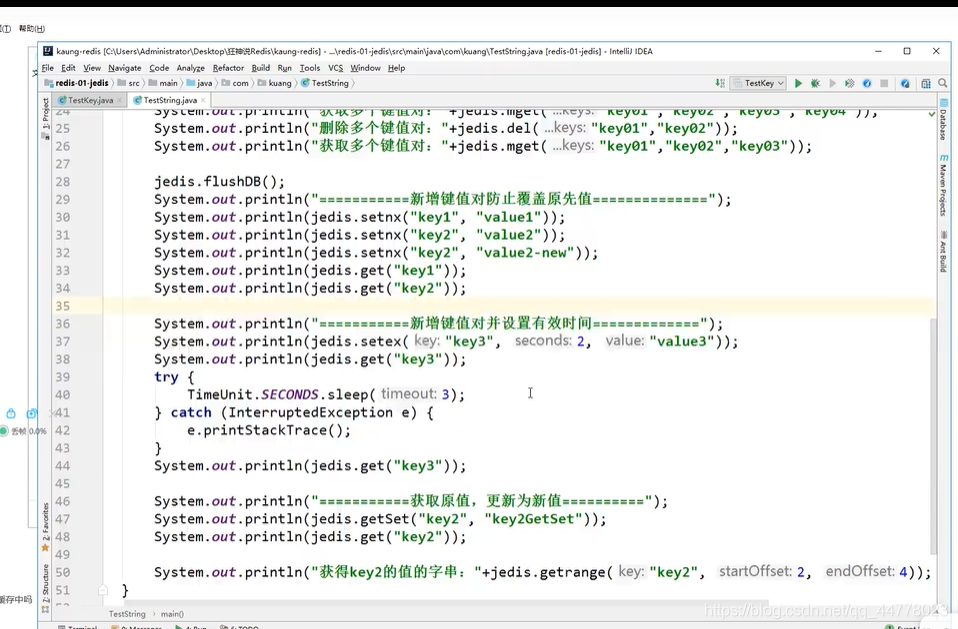 帮助(H)
kaung-redis [C:\Users\Administrator\Desktop\狂神说Redis\kaung-redis] - ...\redis-01-jedis\src\main\java\com\kuang\TestString.java [redis-01-jedis] - IntelliJ IDEA
File Edit View Navigate Code Analyze Refactor Build Run Tools VCS Window Help
redis-01-jedis src main java com kuang TestString TestKey
TestKey.java TestString.java
1: Project
Database
Maven Projects
Ant Build
24 System.out.println("获取多个键值对: "+jedis.mget( ...keys: "key01","key02","key03","key04"));
25 System.out.println("删除多个键值对: "+jedis.del( ...keys: "key01","key02"));
26 System.out.println("获取多个键值对: "+jedis.mget( ...keys: "key01","key02","key03"));
27
28 jedis.flushDB();
29 System.out.println("===========新增键值对防止覆盖原先值==============");
30 System.out.println(jedis.setnx("key1", "value1"));
31 System.out.println(jedis.setnx("key2", "value2"));
32 System.out.println(jedis.setnx("key2", "value2-new"));
33 System.out.println(jedis.get("key1"));
34 System.out.println(jedis.get("key2"));
35
36 System.out.println("===========新增键值对并设置有效时间=============");
37 System.out.println(jedis.setex( key: "key3", seconds: 2, value: "value3"));
38 System.out.println(jedis.get("key3"));
39 try {
40 TimeUnit.SECONDS.sleep( timeout: 3);
41 } catch (InterruptedException e) {
42 e.printStackTrace();
43 }
44 System.out.println(jedis.get("key3"));
45
46 System.out.println("===========获取原值，更新为新值==========");
47 System.out.println(jedis.getSet("key2", "key2GetSet"));
48 System.out.println(jedis.get("key2"));
49
50 System.out.println("获得key2的值的字串: "+jedis.getrange( key: "key2", startOffset: 2, endOffset: 4));
51 }
丢帧 0.0%
2: Favorites
2: Structure
缓存中吗
TestString › main()
https://blog.csdn.net/qq_44778023
Terminal 0: Messages 4: Run 6: TODO